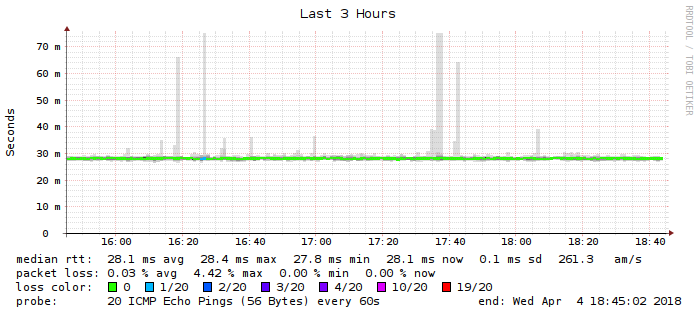 Last 3 Hours
RRDTOOL / TOBI OETIKER
Seconds
70 m
60 m
50 m
40 m
30 m
20 m
10 m
0
16:00 16:20 16:40 17:00 17:20 17:40 18:00 18:20 18:40
median rtt: 28.1 ms avg 28.4 ms max 27.8 ms min 28.1 ms now 0.1 ms sd 261.3 am/s
packet loss: 0.03 % avg 4.42 % max 0.00 % min 0.00 % now
loss color: 0 1/20 2/20 3/20 4/20 10/20 19/20
probe: 20 ICMP Echo Pings (56 Bytes) every 60s end: Wed Apr 4 18:45:02 2018